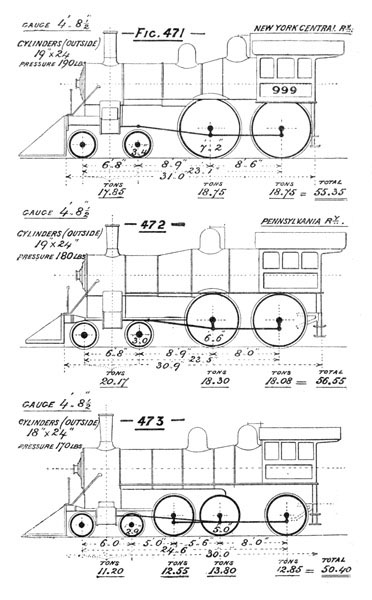 GAUGE 4'.8½"
FIG. 471
NEW YORK CENTRAL RY.
CYLINDERS (OUTSIDE)
19"x 24
PRESSURE 190 LBS
999
3.4"
7'.2"
6'.8" 8'.9" 8'.6"
23.1"
31.0"
TONS TONS TONS TOTAL
17.85 18.75 18.75 = 55.35
GAUGE 4'.8½"
— 472 —
PENNSYLVANIA RY.
CYLINDERS (OUTSIDE)
19"x 24"
PRESSURE 180 LBS
3.0
6.6"
6.8 8.9 8.0"
23.5"
30.9
TONS TONS TONS TOTAL
20.17 18.30 18.08 = 56,55
GAUGE 4'.8½"
— 473 —
CYLINDERS (OUTSIDE)
18"x 24"
PRESSURE 170 LBS
2.9
5.0"
6.0 5.0" 5.6 8.0"
24.6
30.0
TONS TONS TONS TOTAL
11.20 12.55 13.80 12.85 = 50.40